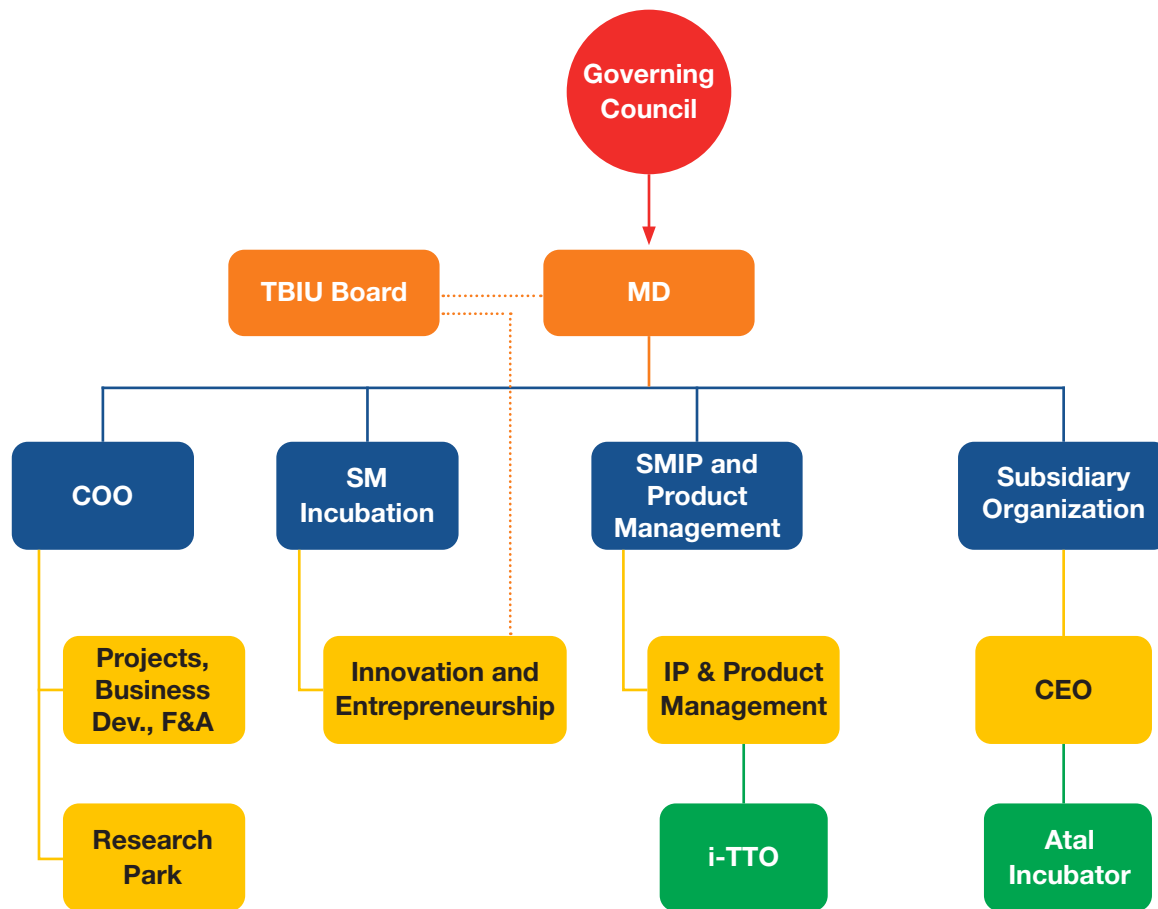 Governing
Council
TBIU Board
MD
COO
SM
Incubation
SMIP and
Product
Management
Subsidiary
Organization
Projects,
Business
Dev., F&A
Innovation and
Entrepreneurship
IP & Product
Management
CEO
Research
Park
i-TTO
Atal
Incubator